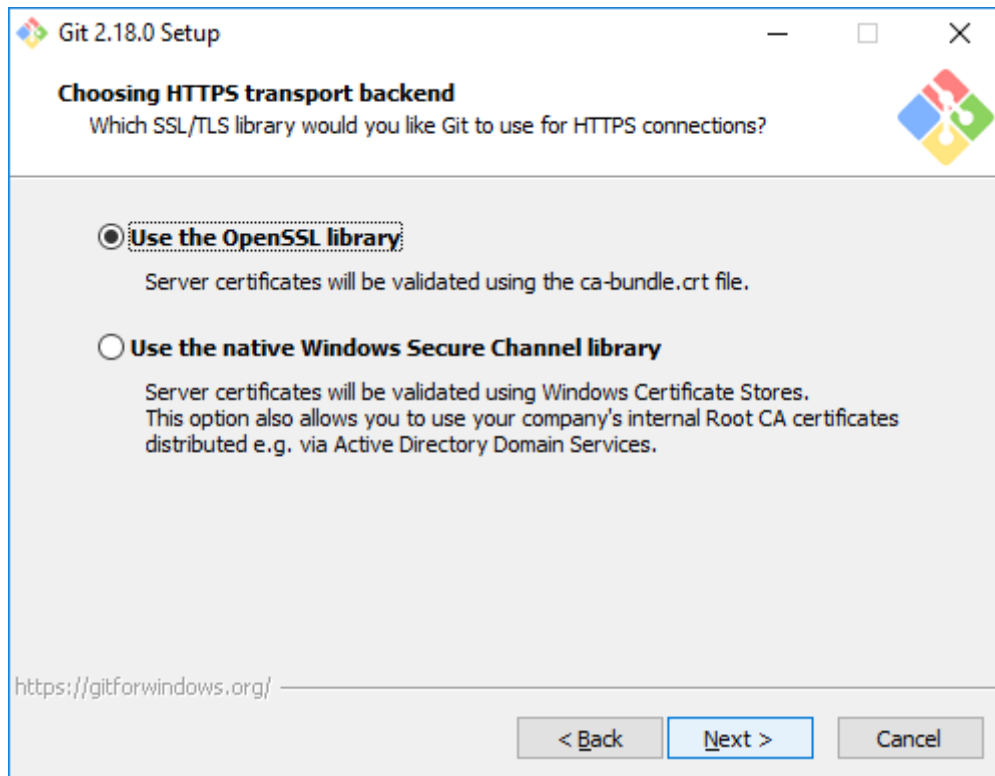 Git 2.18.0 Setup
Choosing HTTPS transport backend
Which SSL/TLS library would you like Git to use for HTTPS connections?
Use the OpenSSL library
Server certificates will be validated using the ca-bundle.crt file.
Use the native Windows Secure Channel library
Server certificates will be validated using Windows Certificate Stores.
This option also allows you to use your company's internal Root CA certificates
distributed e.g. via Active Directory Domain Services.
https://gitforwindows.org/
< Back Next > Cancel